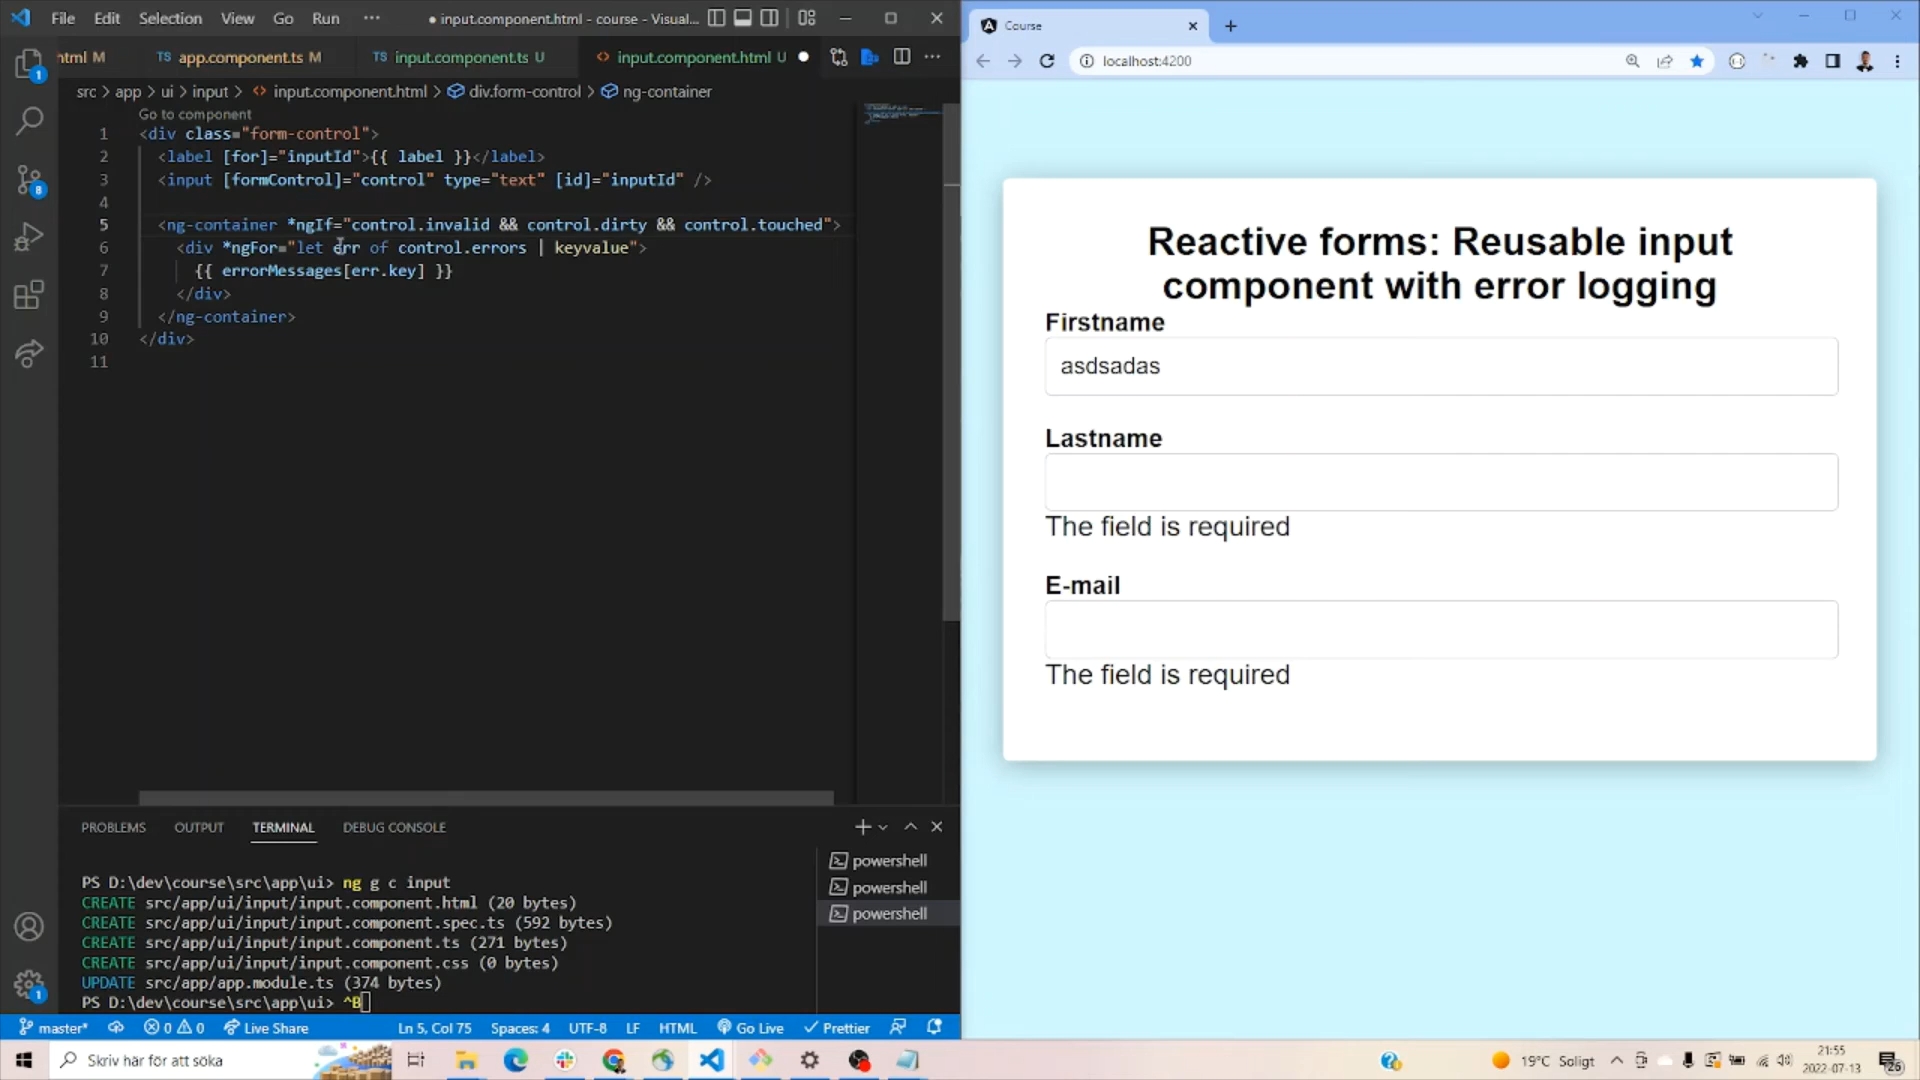 File Edit Selection View Go Run ··· ● input.component.html - course - Visual...
html M TS app.component.ts M TS input.component.ts U <> input.component.html U ●
src > app > ui > input > <> input.component.html > div.form-control > ng-container
Go to component
1 <div class="form-control">
2 <label [for]="inputId">{{ label }}</label>
3 <input [formControl]="control" type="text" [id]="inputId" />
4
5 <ng-container *ngIf="control.invalid && control.dirty && control.touched">
6 <div *ngFor="let err of control.errors | keyvalue">
7 {{ errorMessages[err.key] }}
8 </div>
9 </ng-container>
10 </div>
11
PROBLEMS OUTPUT TERMINAL DEBUG CONSOLE
PS D:\dev\course\src\app\ui> ng g c input
CREATE src/app/ui/input/input.component.html (20 bytes)
CREATE src/app/ui/input/input.component.spec.ts (592 bytes)
CREATE src/app/ui/input/input.component.ts (271 bytes)
CREATE src/app/ui/input/input.component.css (0 bytes)
UPDATE src/app/app.module.ts (374 bytes)
PS D:\dev\course\src\app\ui> ^B
powershell
powershell
powershell
1
8
1
master* 0 0 Live Share Ln 5, Col 75 Spaces: 4 UTF-8 LF HTML Go Live Prettier
Course
localhost:4200
Reactive forms: Reusable input
component with error logging
Firstname
asdsadas
Lastname
The field is required
E-mail
The field is required
Skriv här för att söka
19°C Soligt
21:55
2022-07-13
26